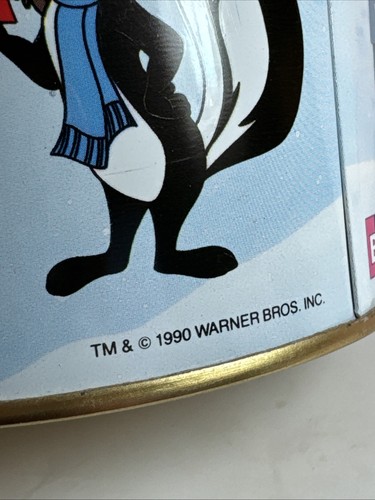 TM & © 1990 WARNER BROS. INC.